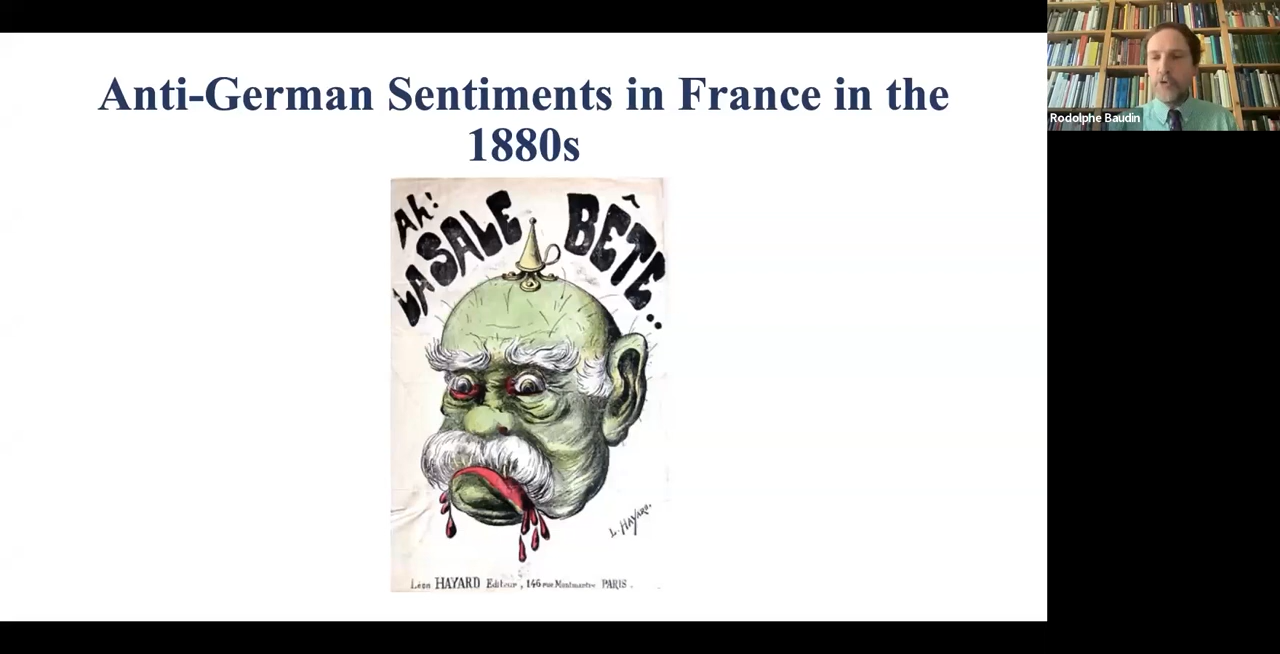 Anti-German Sentiments in France in the
1880s
Ah!
LA SALE BÊTE..
L. HAYARD.
Léon HAYARD Editeur, 146 rue Montmartre PARIS.
Rodolphe Baudin